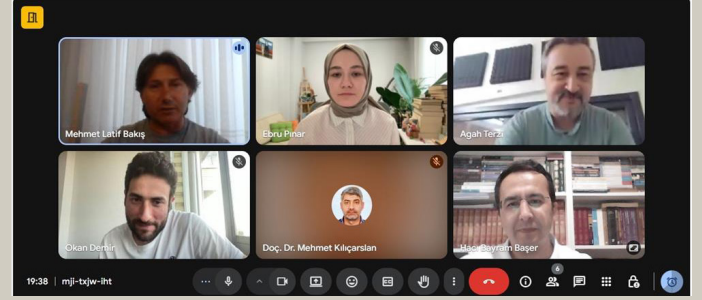 Mehmet Latif Bakış
Ebru Pınar
Agah Terzi
Okan Demir
Doç. Dr. Mehmet Kılıçarslan
Hacı Bayram Başer
6
19:38 | mji-txjw-iht